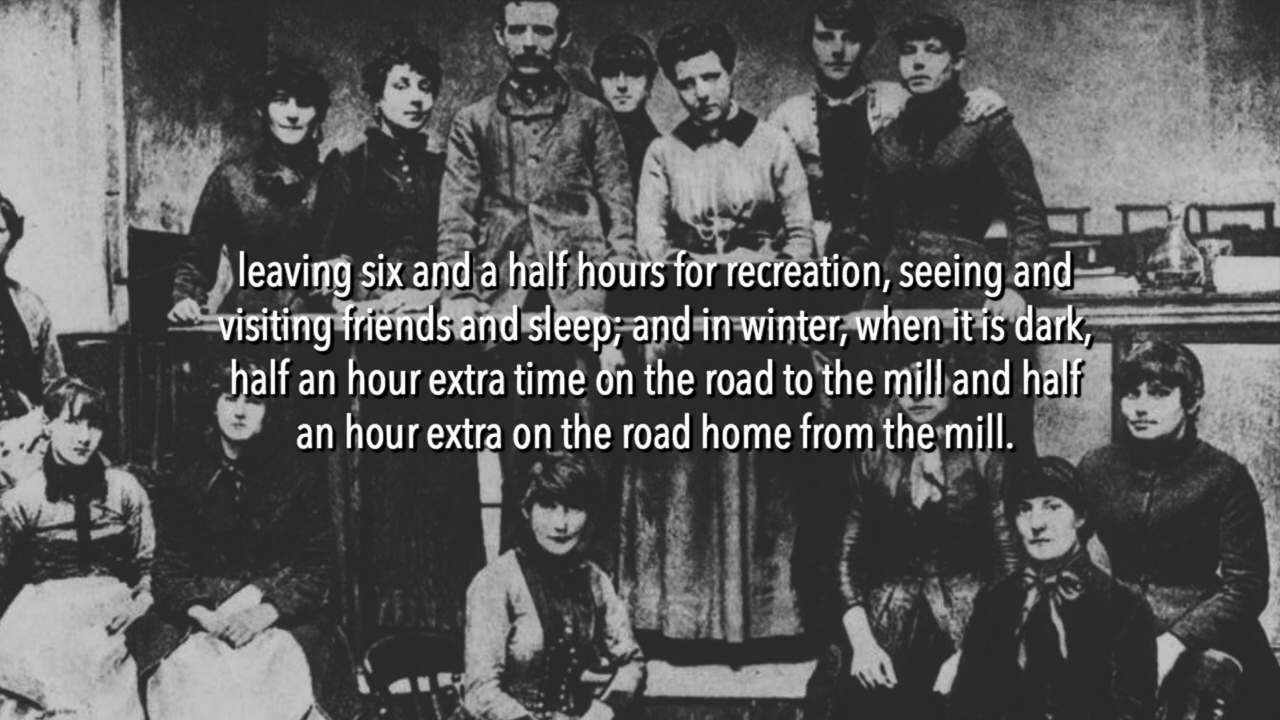 leaving six and a half hours for recreation, seeing and
visiting friends and sleep; and in winter, when it is dark,
half an hour extra time on the road to the mill and half
an hour extra on the road home from the mill.